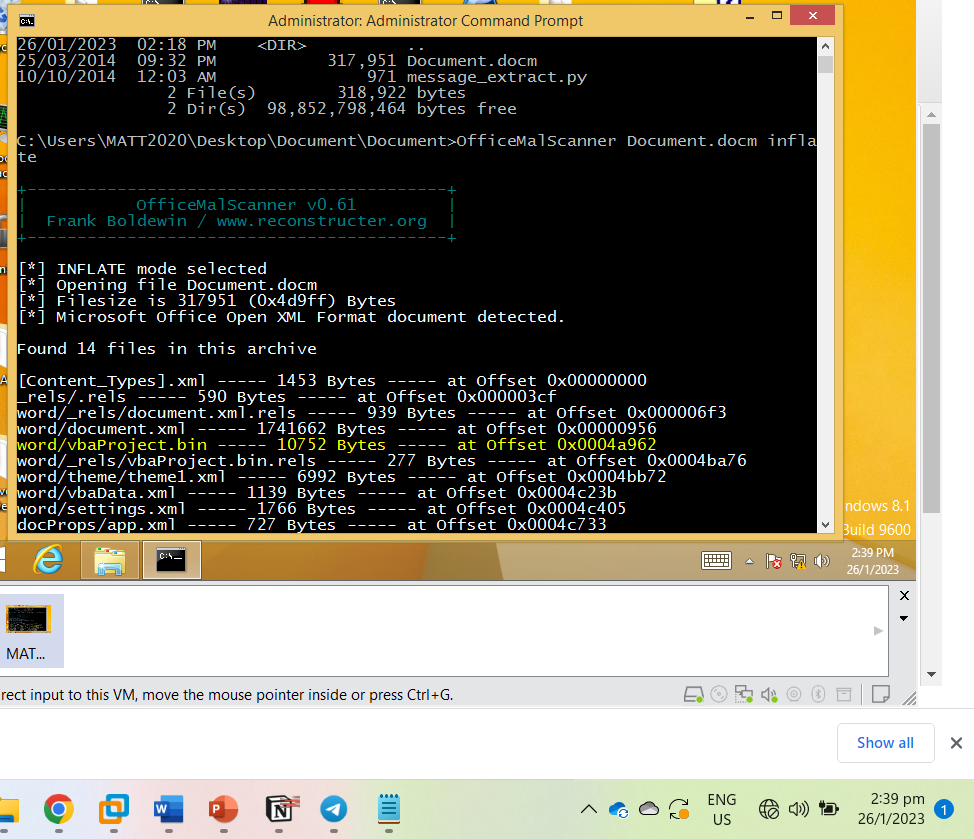 Administrator: Administrator Command Prompt
26/01/2023  02:18 PM    <DIR>          ..
25/03/2014  09:32 PM           317,951 Document.docm
10/10/2014  12:03 AM               971 message_extract.py
2 File(s)        318,922 bytes
2 Dir(s)  98,852,798,464 bytes free
C:\Users\MATT2020\Desktop\Document\Document>OfficeMalScanner Document.docm infla
te
+------------------------------------------+
|           OfficeMalScanner v0.61         |
|  Frank Boldewin / www.reconstructer.org  |
+------------------------------------------+
[*] INFLATE mode selected
[*] Opening file Document.docm
[*] Filesize is 317951 (0x4d9ff) Bytes
[*] Microsoft Office Open XML Format document detected.
Found 14 files in this archive
[Content_Types].xml ----- 1453 Bytes ----- at Offset 0x00000000
_rels/.rels ----- 590 Bytes ----- at Offset 0x000003cf
word/_rels/document.xml.rels ----- 939 Bytes ----- at Offset 0x000006f3
word/document.xml ----- 1741662 Bytes ----- at Offset 0x00000956
word/vbaProject.bin ----- 10752 Bytes ----- at Offset 0x0004a962
word/_rels/vbaProject.bin.rels ----- 277 Bytes ----- at Offset 0x0004ba76
word/theme/theme1.xml ----- 6992 Bytes ----- at Offset 0x0004bb72
word/vbaData.xml ----- 1139 Bytes ----- at Offset 0x0004c23b
word/settings.xml ----- 1766 Bytes ----- at Offset 0x0004c405
docProps/app.xml ----- 727 Bytes ----- at Offset 0x0004c733
ndows 8.1
Build 9600
2:39 PM
26/1/2023
MAT...
rect input to this VM, move the mouse pointer inside or press Ctrl+G.
Show all
ENG
US
2:39 pm
26/1/2023
1